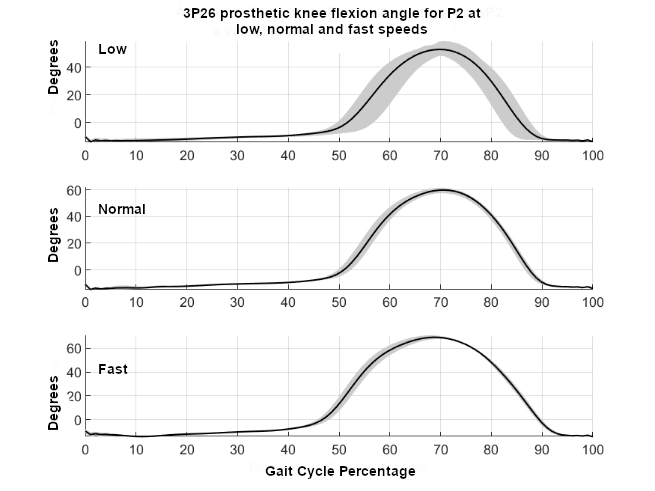 3P26 prosthetic knee flexion angle for P2 at
low, normal and fast speeds
Low
Degrees
40
20
0
0 10 20 30 40 50 60 70 80 90 100
Normal
Degrees
60
40
20
0
0 10 20 30 40 50 60 70 80 90 100
Fast
Degrees
60
40
20
0
0 10 20 30 40 50 60 70 80 90 100
Gait Cycle Percentage